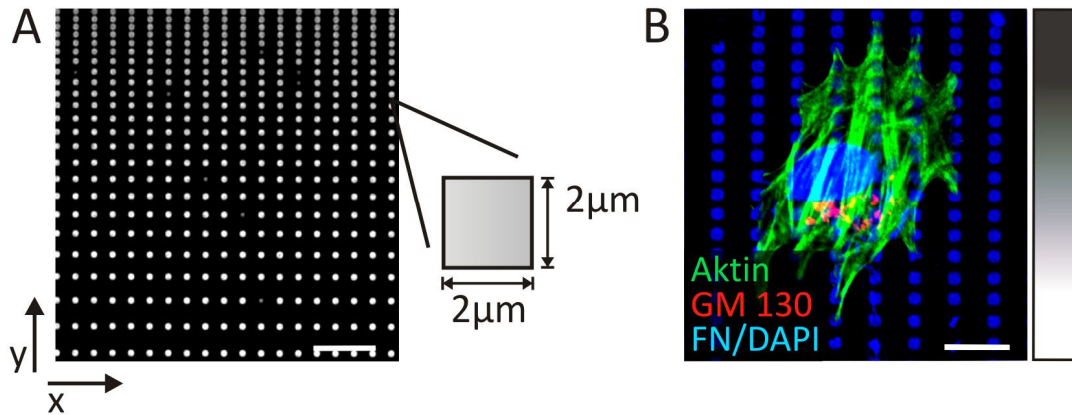 A
2µm
2µm
y
x
B
Aktin
GM 130
FN/DAPI